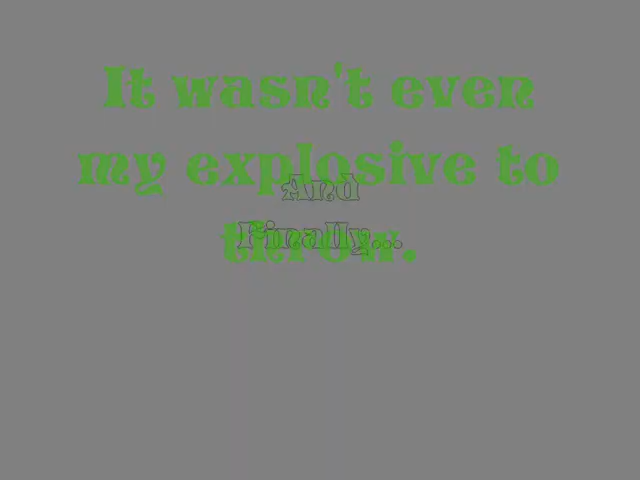 It wasn't even
my explosive to
throw.
And
Finally...